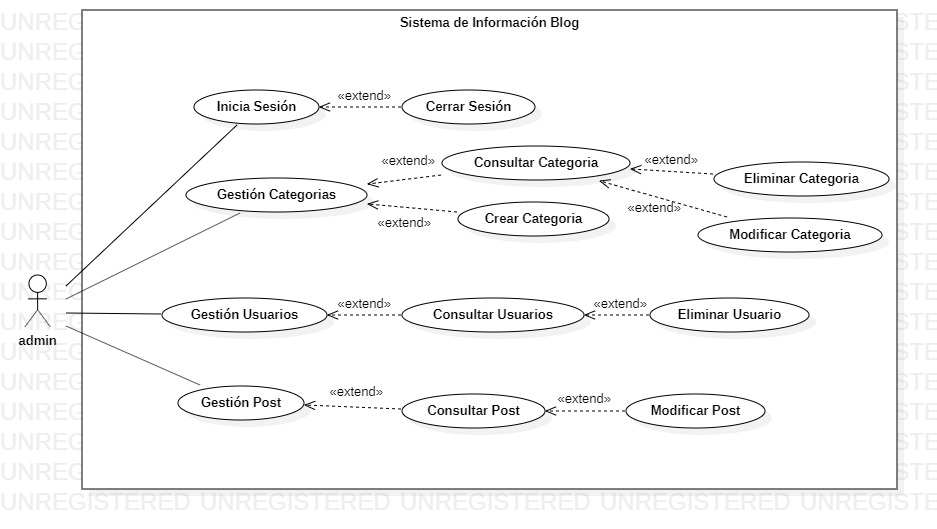 Sistema de Información Blog
Inicia Sesión
«extend»
Cerrar Sesión
Gestión Categorias
«extend»
Consultar Categoria
«extend»
Eliminar Categoria
«extend»
Crear Categoria
«extend»
Modificar Categoria
admin
Gestión Usuarios
«extend»
Consultar Usuarios
«extend»
Eliminar Usuario
Gestión Post
«extend»
Consultar Post
«extend»
Modificar Post
UNREGISTERED UNREGISTERED UNREGISTERED UNREGISTERED UNREGISTERED